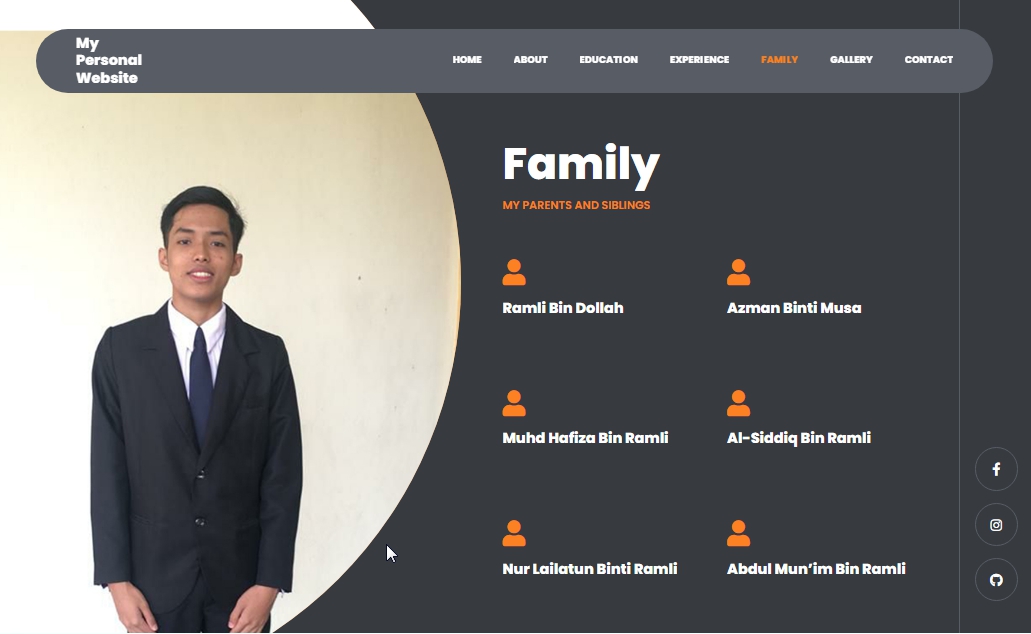 My
Personal
Website
HOME ABOUT EDUCATION EXPERIENCE FAMILY GALLERY CONTACT
Family
MY PARENTS AND SIBLINGS
Ramli Bin Dollah Azman Binti Musa
Muhd Hafiza Bin Ramli Al-Siddiq Bin Ramli
Nur Lailatun Binti Ramli Abdul Mun’im Bin Ramli